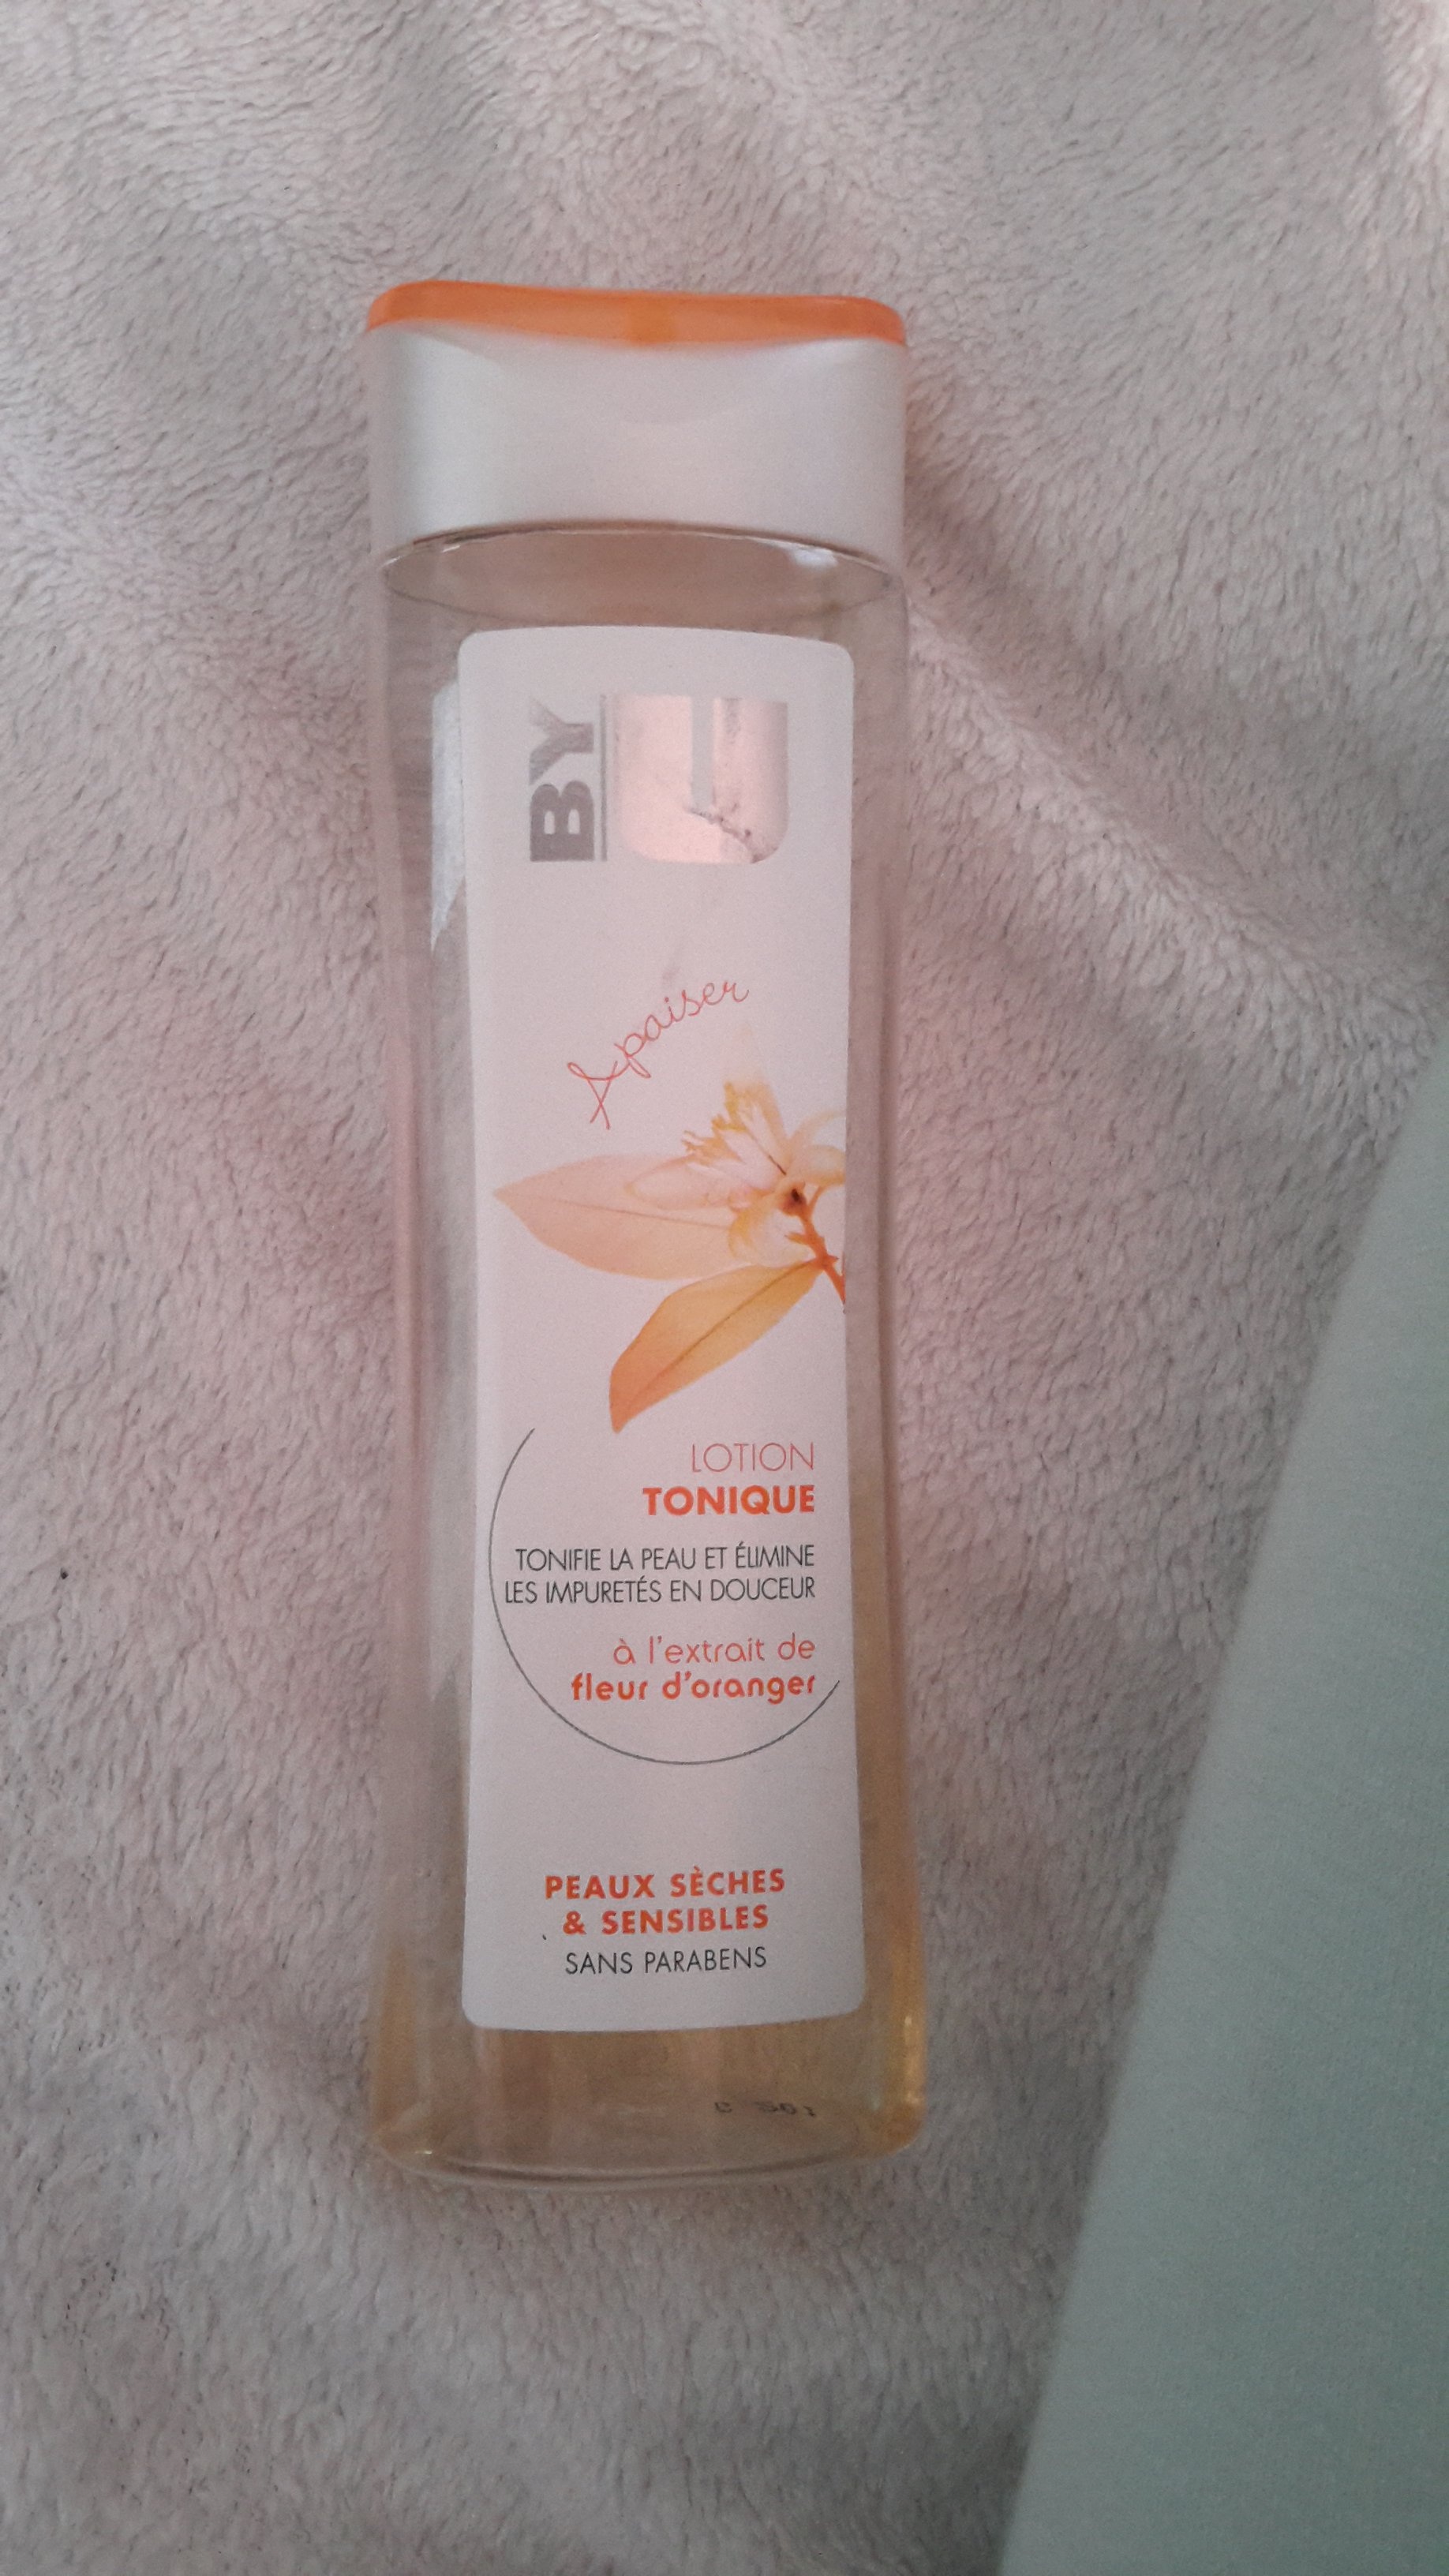 BY U
Apaiser
LOTION
TONIQUE
TONIFIE LA PEAU ET ÉLIMINE
LES IMPURETÉS EN DOUCEUR
à l'extrait de
fleur d'oranger
PEAUX SÈCHES
& SENSIBLES
SANS PARABENS